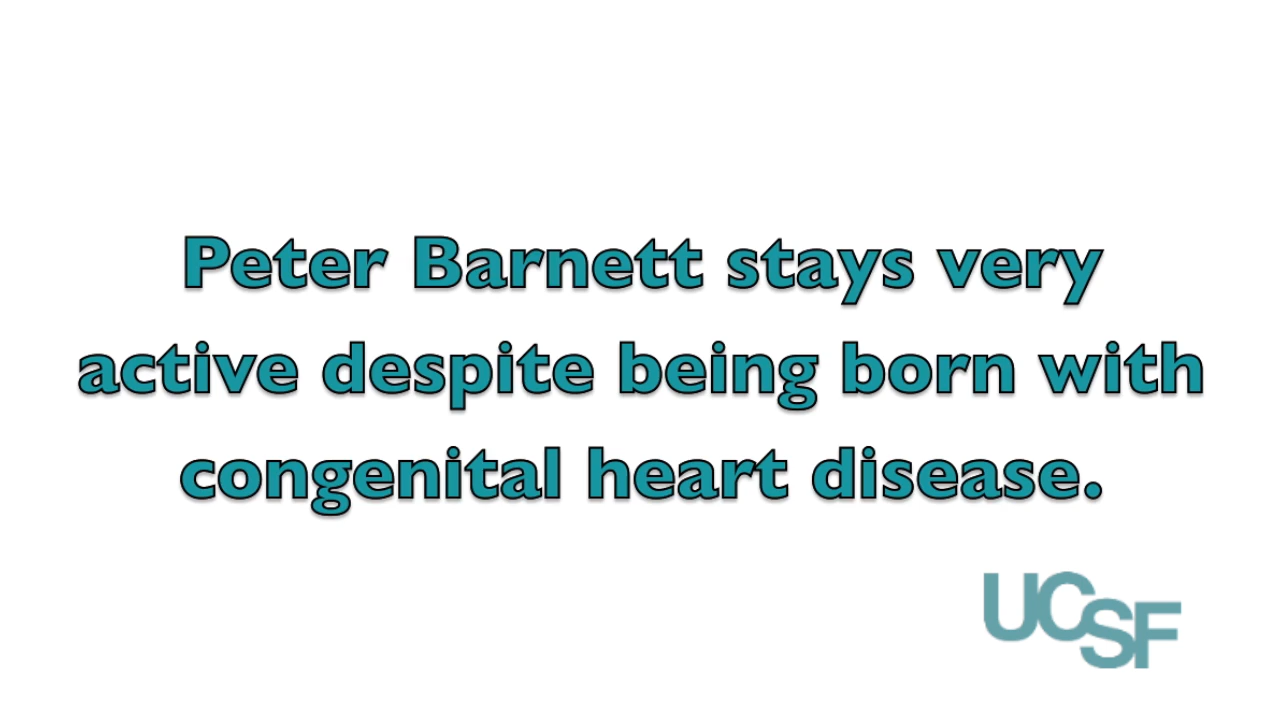 Peter Barnett stays very
active despite being born with
congenital heart disease.
UCSF